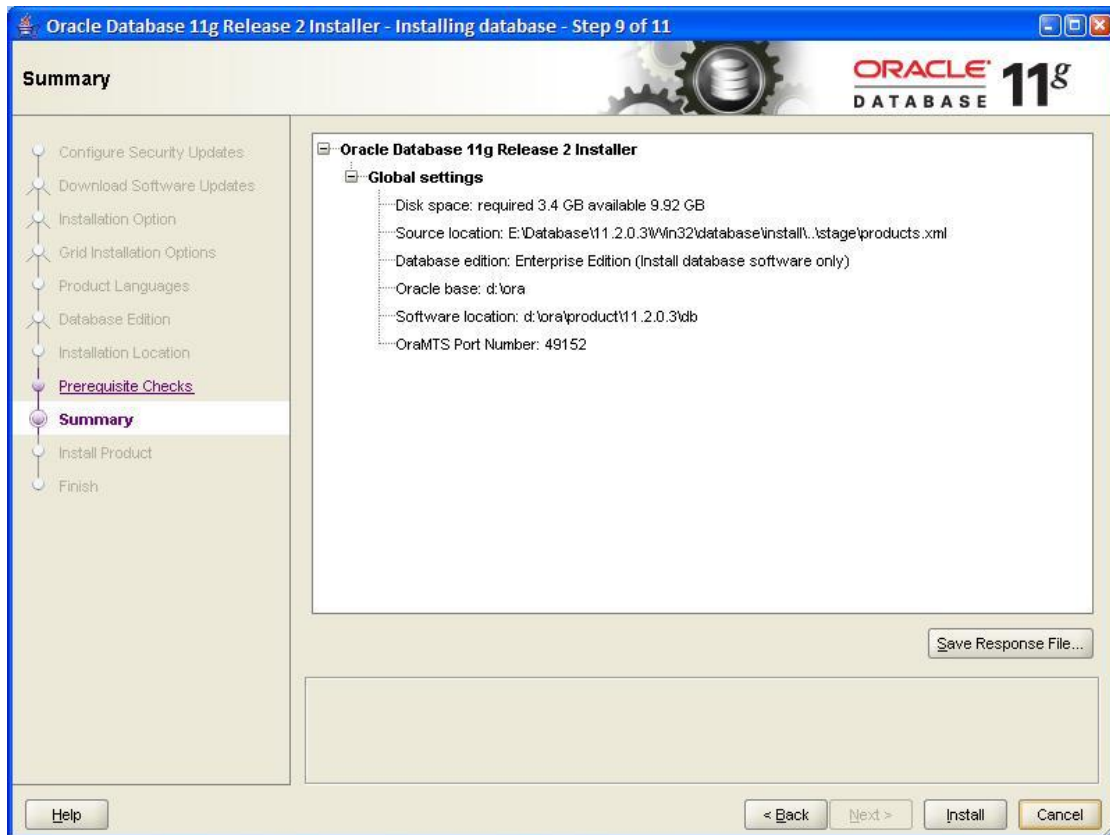 Oracle Database 11g Release 2 Installer - Installing database - Step 9 of 11
Summary
ORACLE
DATABASE
11g
Configure Security Updates
Download Software Updates
Installation Option
Grid Installation Options
Product Languages
Database Edition
Installation Location
Prerequisite Checks
Summary
Install Product
Finish
Oracle Database 11g Release 2 Installer
Global settings
Disk space: required 3.4 GB available 9.92 GB
Source location: E:\Database\11.2.0.3\Win32\database\install\..\stage\products.xml
Database edition: Enterprise Edition (Install database software only)
Oracle base: d:\ora
Software location: d:\ora\product\11.2.0.3\db
OraMTS Port Number: 49152
Save Response File...
Help
< Back
Next >
Install
Cancel